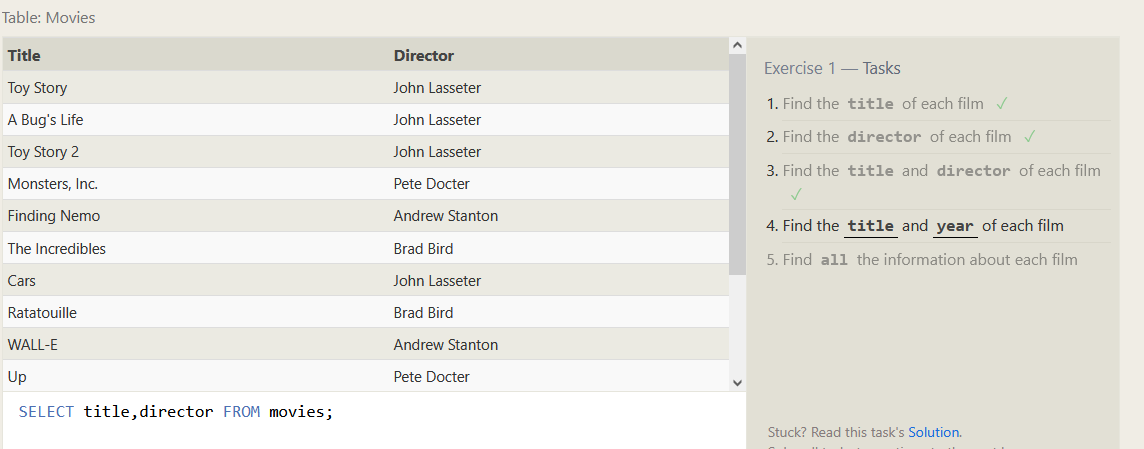 Table: Movies
Title Director
Toy Story John Lasseter
A Bug's Life John Lasseter
Toy Story 2 John Lasseter
Monsters, Inc. Pete Docter
Finding Nemo Andrew Stanton
The Incredibles Brad Bird
Cars John Lasseter
Ratatouille Brad Bird
WALL-E Andrew Stanton
Up Pete Docter
SELECT title,director FROM movies;
Exercise 1 — Tasks
1. Find the title of each film ✓
2. Find the director of each film ✓
3. Find the title and director of each film
✓
4. Find the title and year of each film
5. Find all the information about each film
Stuck? Read this task's Solution.